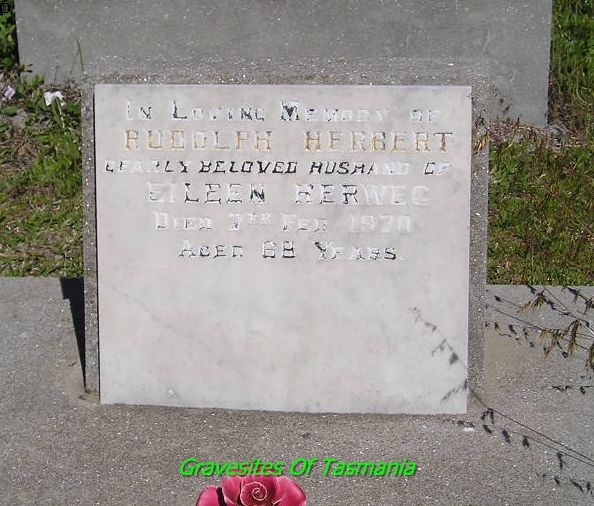 In Loving Memory of
Rudolph Herbert
Dearly Beloved Husband of
Eileen Herweg
Died 7th Feb 1970
Aged 68 Years
Gravesites Of Tasmania